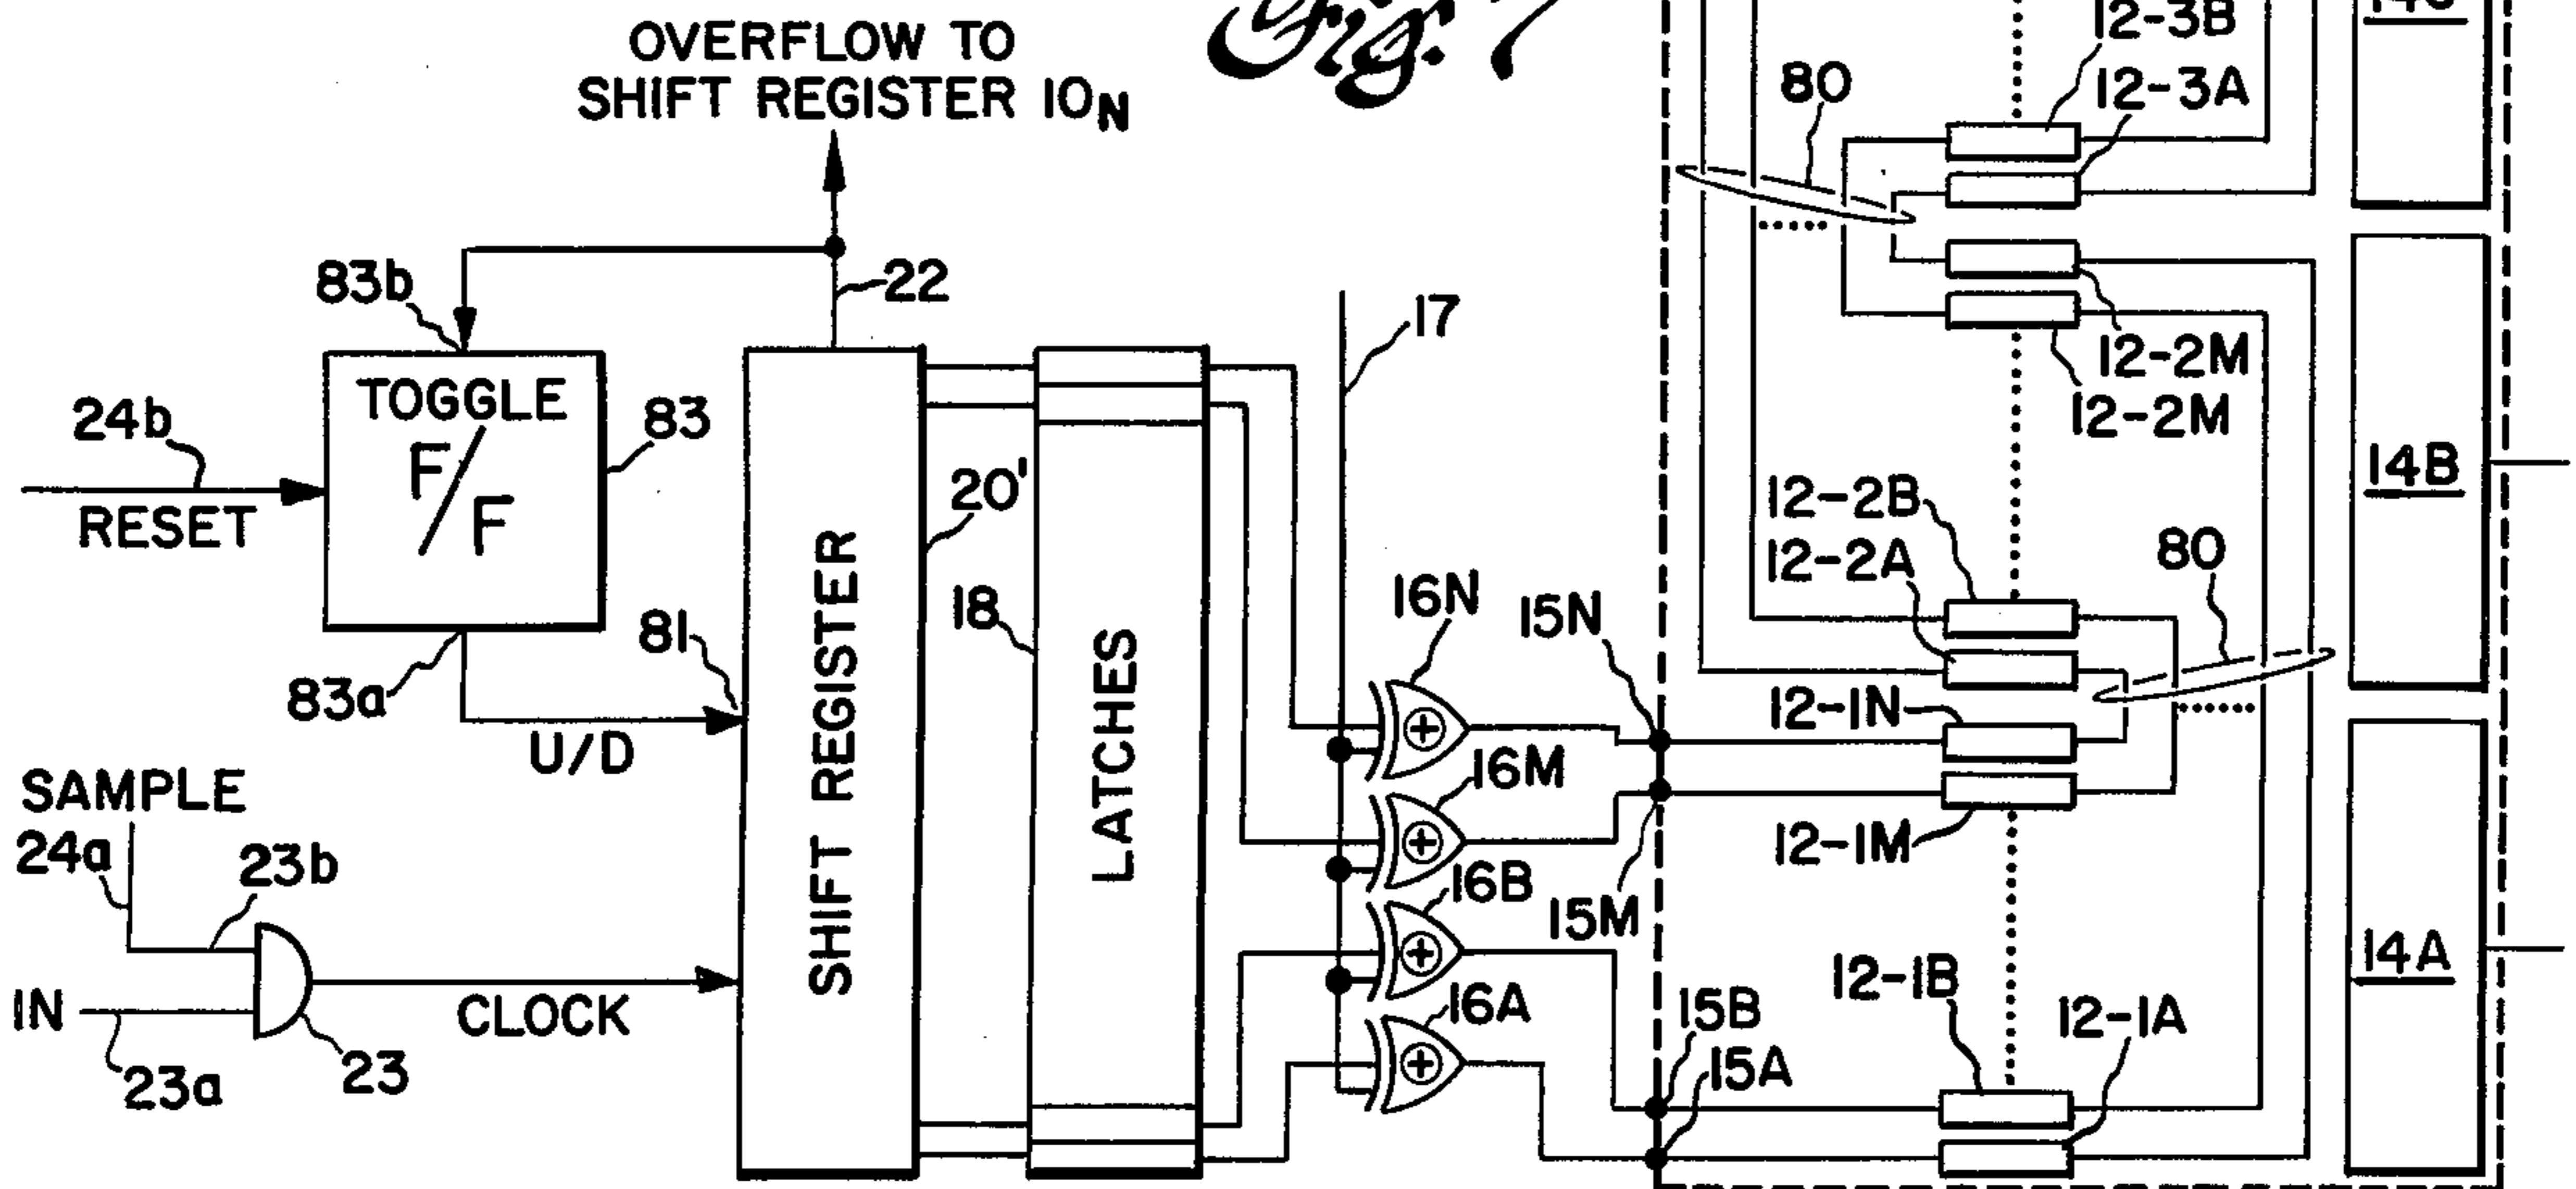 OVERFLOW TO
SHIFT REGISTER 10N
Fig. 7
12-3B
12-3A
80
83b
22
17
TOGGLE
F/F
83
24b
RESET
20'
12-2M
12-2M
14B
12-2B
12-2A
80
16N
15N
18
81
83a
U/D
SHIFT REGISTER
LATCHES
12-1N
16M
12-1M
SAMPLE
24a
23b
16B
15M
14A
12-1B
12-1A
IN
CLOCK
16A
15B
15A
23a
23